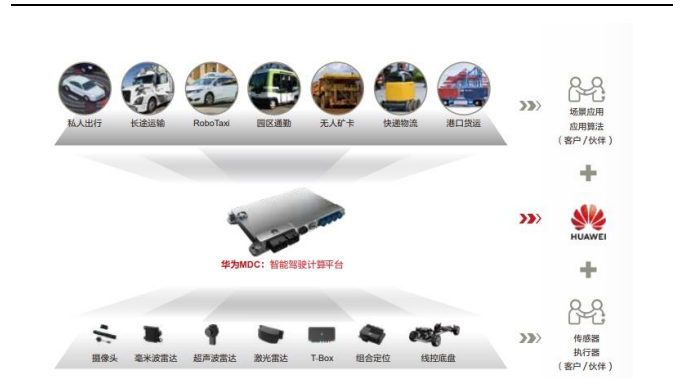 私人出行 长途运输 RoboTaxi 园区通勤 无人矿卡 快递物流 港口货运
场景应用
应用算法
（客户/伙伴）
华为MDC：智能驾驶计算平台
HUAWEI
摄像头 毫米波雷达 超声波雷达 激光雷达 T-Box 组合定位 线控底盘
传感器
执行器
（客户/伙伴）